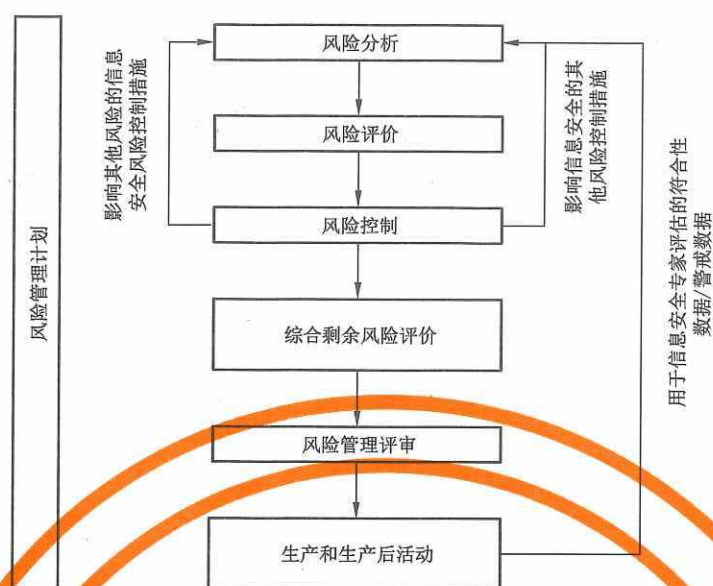 风险管理计划
影响其他风险的信息
安全风险控制措施
风险分析
风险评价
风险控制
综合剩余风险评价
风险管理评审
生产和生产后活动
影响信息安全的其
他风险控制措施
用于信息安全专家评估的符合性
数据/警戒数据